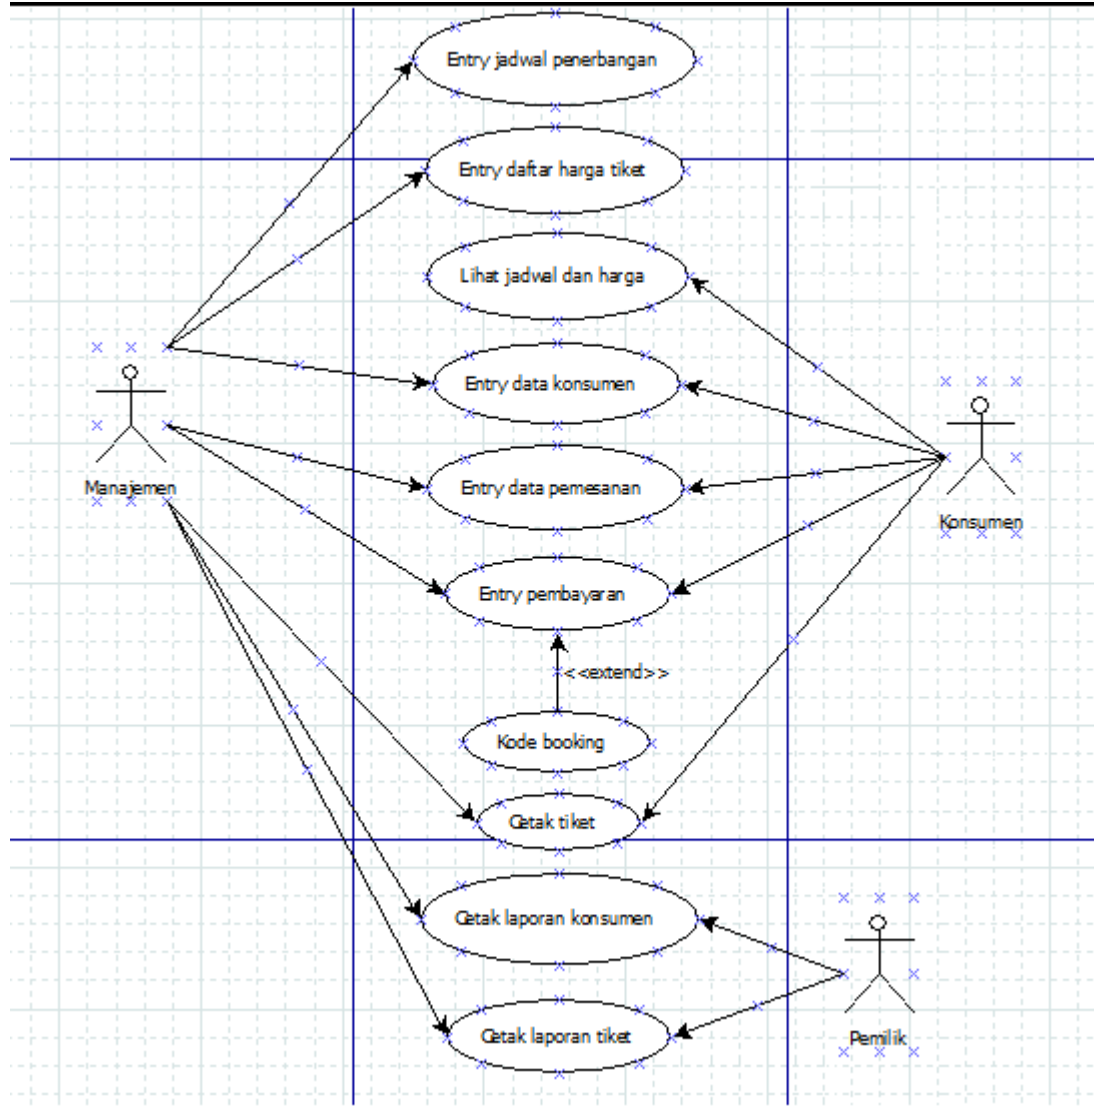 Entry jadwal penerbangan
Entry daftar harga tiket
Lihat jadwal dan harga
Entry data konsumen
Manajemen
Entry data pemesanan
Konsumen
Entry pembayaran
<<extend>>
Kode booking
Cetak tiket
Cetak laporan konsumen
Cetak laporan tiket
Pemilik